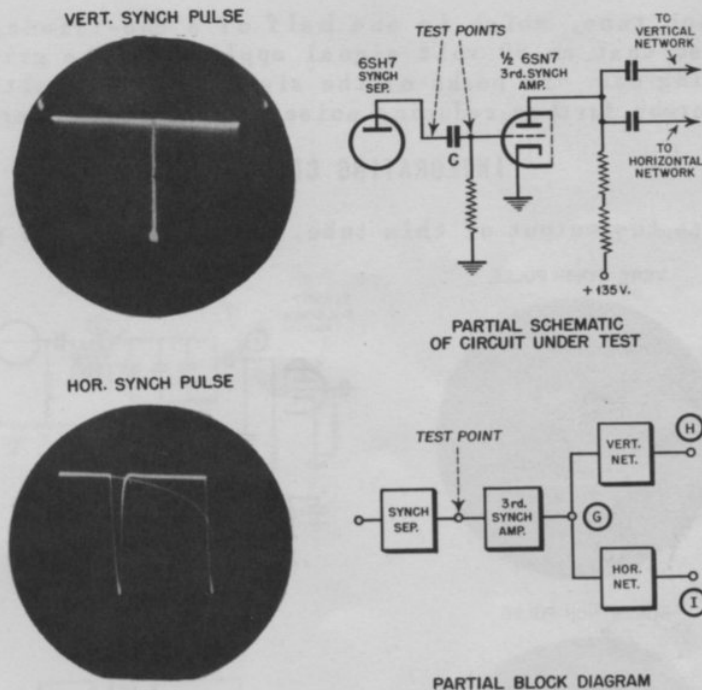 VERT. SYNCH PULSE
TEST POINTS
6SH7
SYNCH
SEP.
½ 6SN7
3rd. SYNCH
AMP.
TO
VERTICAL
NETWORK
C
TO
HORIZONTAL
NETWORK
+135V.
PARTIAL SCHEMATIC
OF CIRCUIT UNDER TEST
HOR. SYNCH PULSE
TEST POINT
SYNCH
SEP.
3rd.
SYNCH
AMP.
G
VERT.
NET.
H
HOR.
NET.
I
PARTIAL BLOCK DIAGRAM